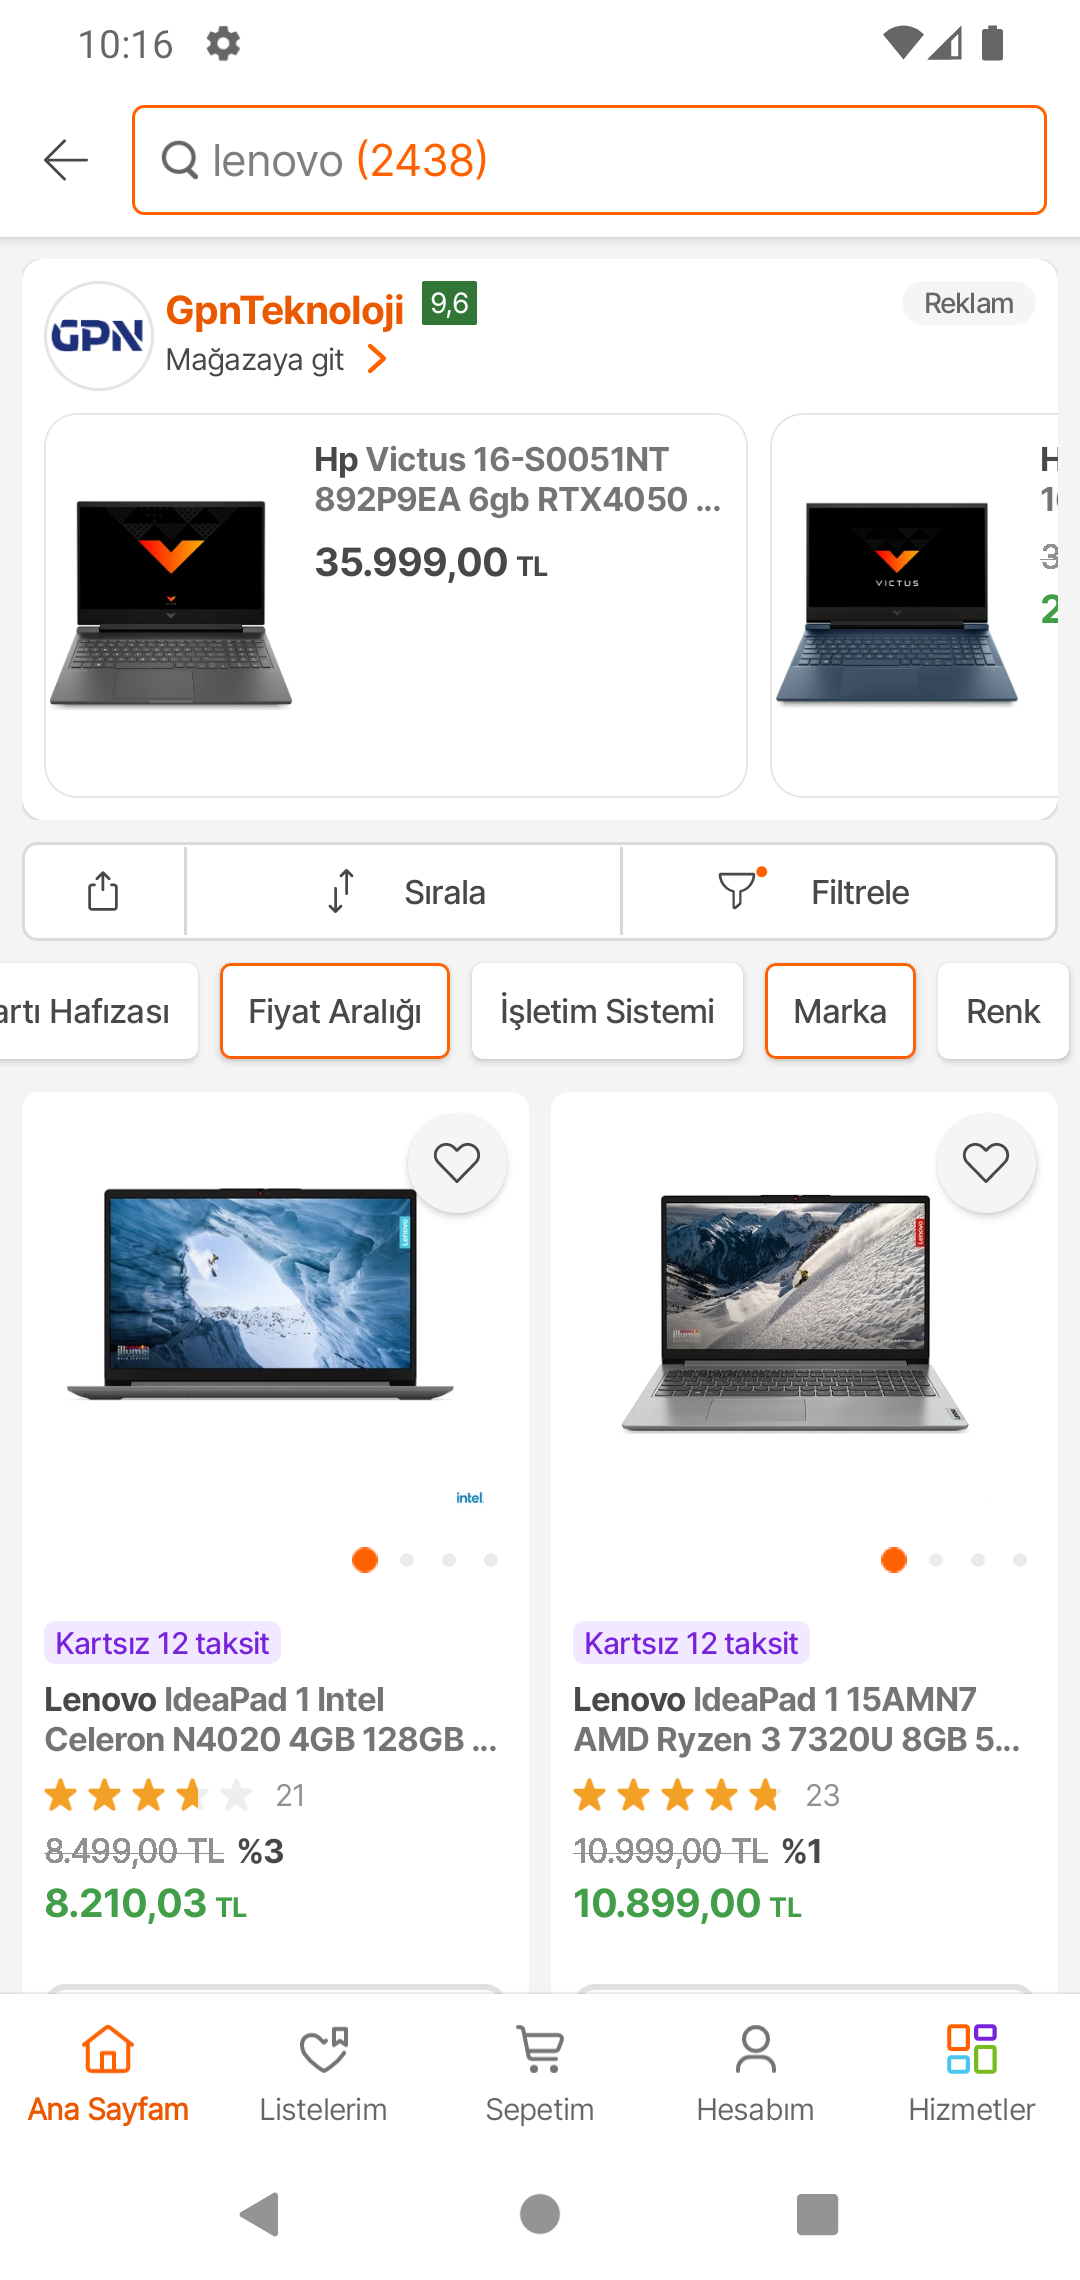 10:16
lenovo (2438)
GPN
GpnTeknoloji 9,6
Reklam
Mağazaya git
Hp Victus 16-S0051NT
892P9EA 6gb RTX4050 ...
35.999,00 TL
VICTUS
Sırala
Filtrele
artı Hafızası
Fiyat Aralığı
İşletim Sistemi
Marka
Renk
Lenovo
illume
intel
Lenovo
illume
Kartsız 12 taksit
Lenovo IdeaPad 1 Intel
Celeron N4020 4GB 128GB ...
21
8.499,00 TL %3
8.210,03 TL
Kartsız 12 taksit
Lenovo IdeaPad 1 15AMN7
AMD Ryzen 3 7320U 8GB 5...
23
10.999,00 TL %1
10.899,00 TL
Ana Sayfam
Listelerim
Sepetim
Hesabım
Hizmetler